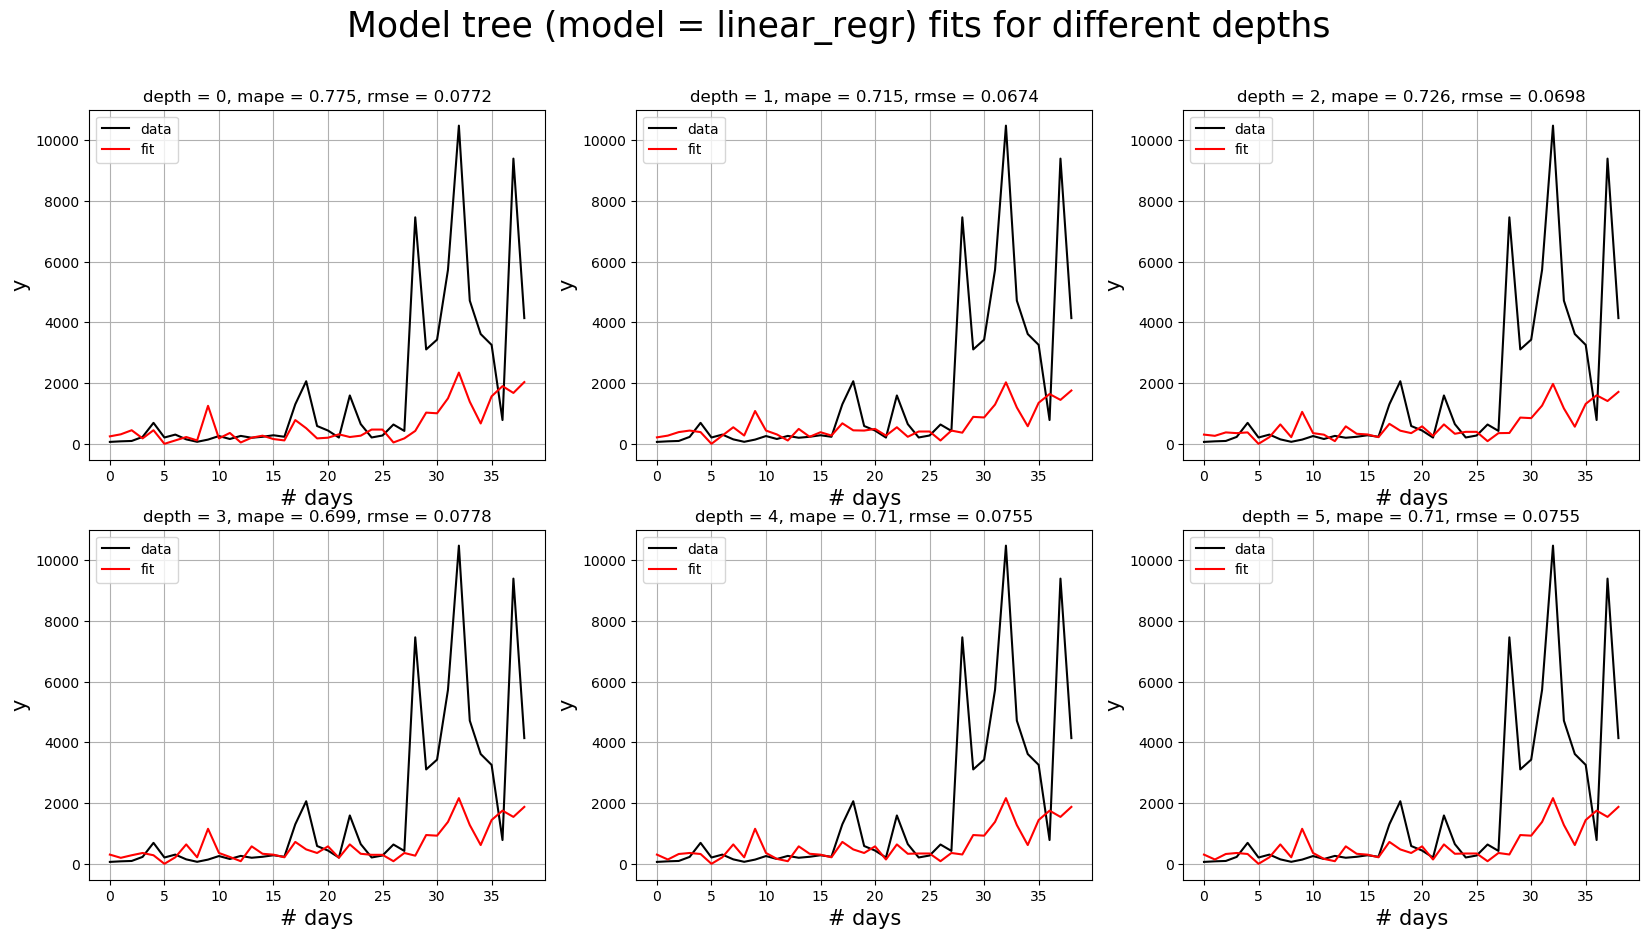 Model tree (model = linear_regr) fits for different depths
depth = 0, mape = 0.775, rmse = 0.0772
data
fit
10000
8000
6000
4000
2000
0
y
0 5 10 15 20 25 30 35
# days
depth = 1, mape = 0.715, rmse = 0.0674
data
fit
10000
8000
6000
4000
2000
0
y
0 5 10 15 20 25 30 35
# days
depth = 2, mape = 0.726, rmse = 0.0698
data
fit
10000
8000
6000
4000
2000
0
y
0 5 10 15 20 25 30 35
# days
depth = 3, mape = 0.699, rmse = 0.0778
data
fit
10000
8000
6000
4000
2000
0
y
0 5 10 15 20 25 30 35
# days
depth = 4, mape = 0.71, rmse = 0.0755
data
fit
10000
8000
6000
4000
2000
0
y
0 5 10 15 20 25 30 35
# days
depth = 5, mape = 0.71, rmse = 0.0755
data
fit
10000
8000
6000
4000
2000
0
y
0 5 10 15 20 25 30 35
# days